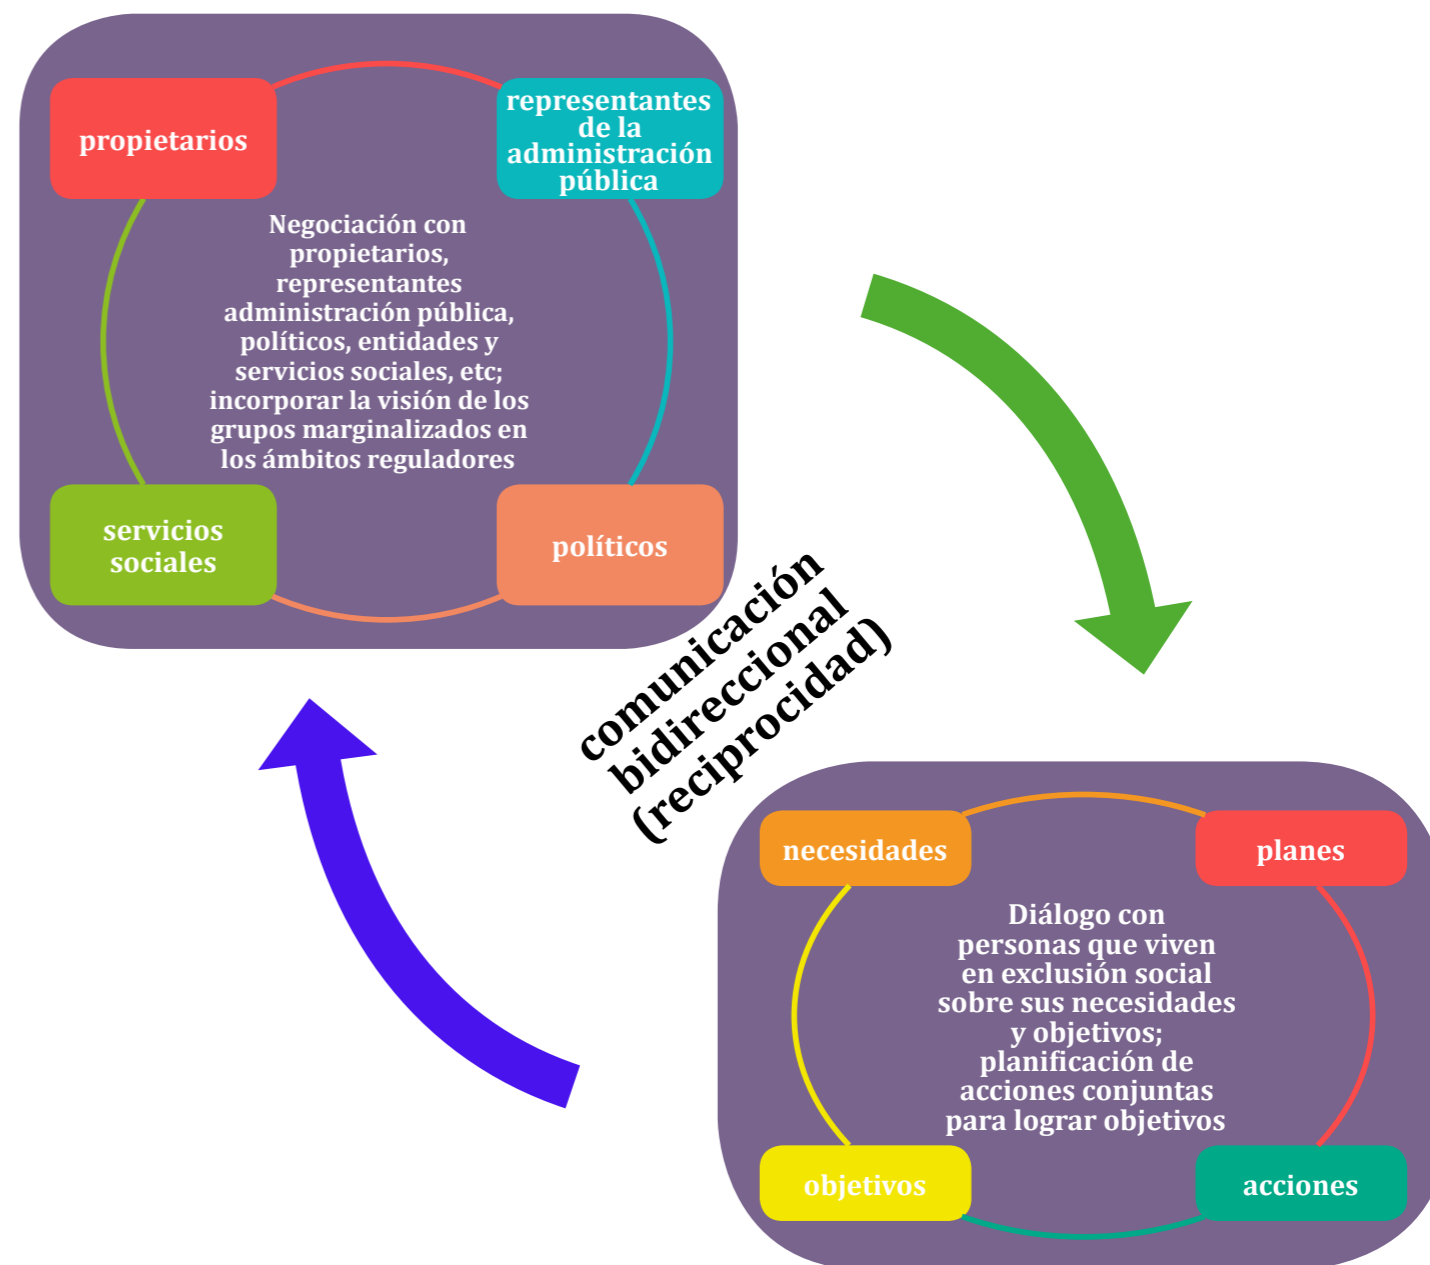 propietarios
representantes
de la
administración
pública
Negociación con
propietarios,
representantes
administración pública,
políticos, entidades y
servicios sociales, etc;
incorporar la visión de los
grupos marginalizados en
los ámbitos reguladores
servicios
sociales
políticos
comunicación
bidireccional
(reciprocidad)
necesidades
planes
Diálogo con
personas que viven
en exclusión social
sobre sus necesidades
y objetivos;
planificación de
acciones conjuntas
para lograr objetivos
objetivos
acciones